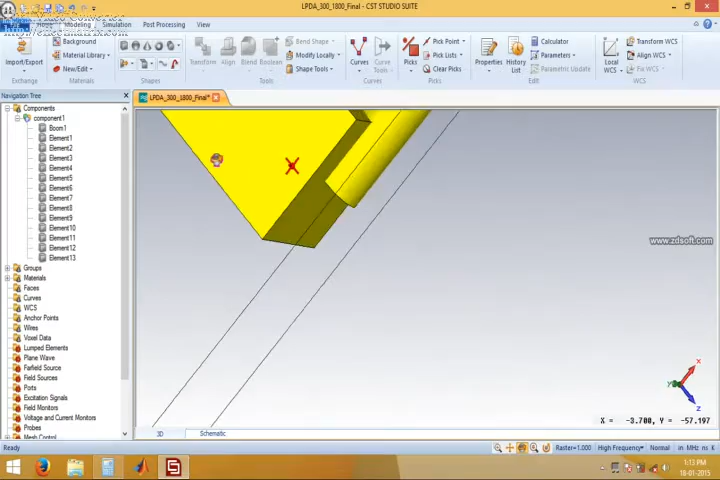 LPDA_300_1800_Final - CST STUDIO SUITE
Modeling Simulation Post Processing View
Import/Export
Exchange
Background
Material Library
New/Edit
Materials
Shapes
Transform Align Blend Boolean
Bend Shape
Modify Locally
Shape Tools
Tools
Curves Curve Tools
Curves
Picks
Pick Point
Pick Lists
Clear Picks
Picks
Properties History List
Calculator
Parameters
Parametric Update
Edit
Local WCS
Transform WCS
Align WCS
Fix WCS
WCS
Navigation Tree
LPDA_300_1800_Final*
Components
component1
Boom1
Element1
Element2
Element3
Element4
Element5
Element6
Element7
Element8
Element9
Element10
Element11
Element12
Element13
Groups
Materials
Faces
Curves
WCS
Anchor Points
Wires
Voxel Data
Lumped Elements
Plane Wave
Farfield Source
Field Sources
Ports
Excitation Signals
Field Monitors
Voltage and Current Monitors
Probes
Mesh Control
www.zdsoft.com
x
y
z
X = -3.700, Y = -57.197
3D Schematic
Ready
Raster=1.000 High Frequency Normal in MHz ns K
1:13 PM
18-01-2015